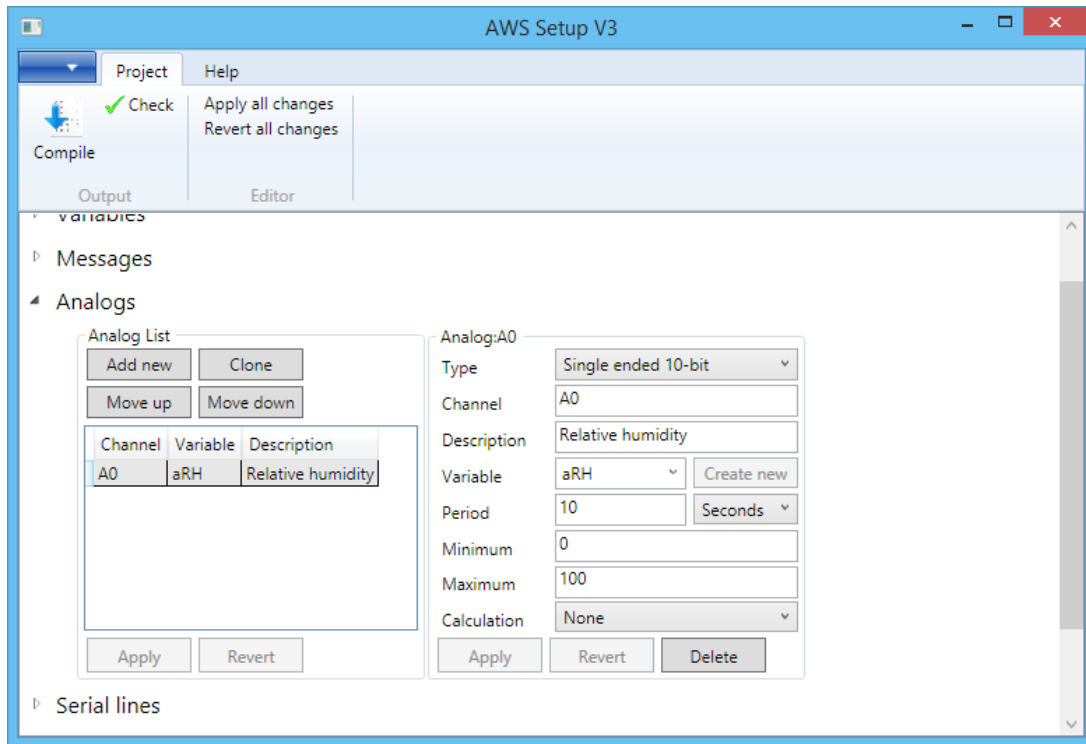 AWS Setup V3
Project Help
Check
Compile
Output
Apply all changes
Revert all changes
Editor
Variables
Messages
Analogs
Analog List
Add new Clone
Move up Move down
Channel Variable Description
A0 aRH Relative humidity
Apply Revert
Analog:A0
Type Single ended 10-bit
Channel A0
Description Relative humidity
Variable aRH Create new
Period 10 Seconds
Minimum 0
Maximum 100
Calculation None
Apply Revert Delete
Serial lines